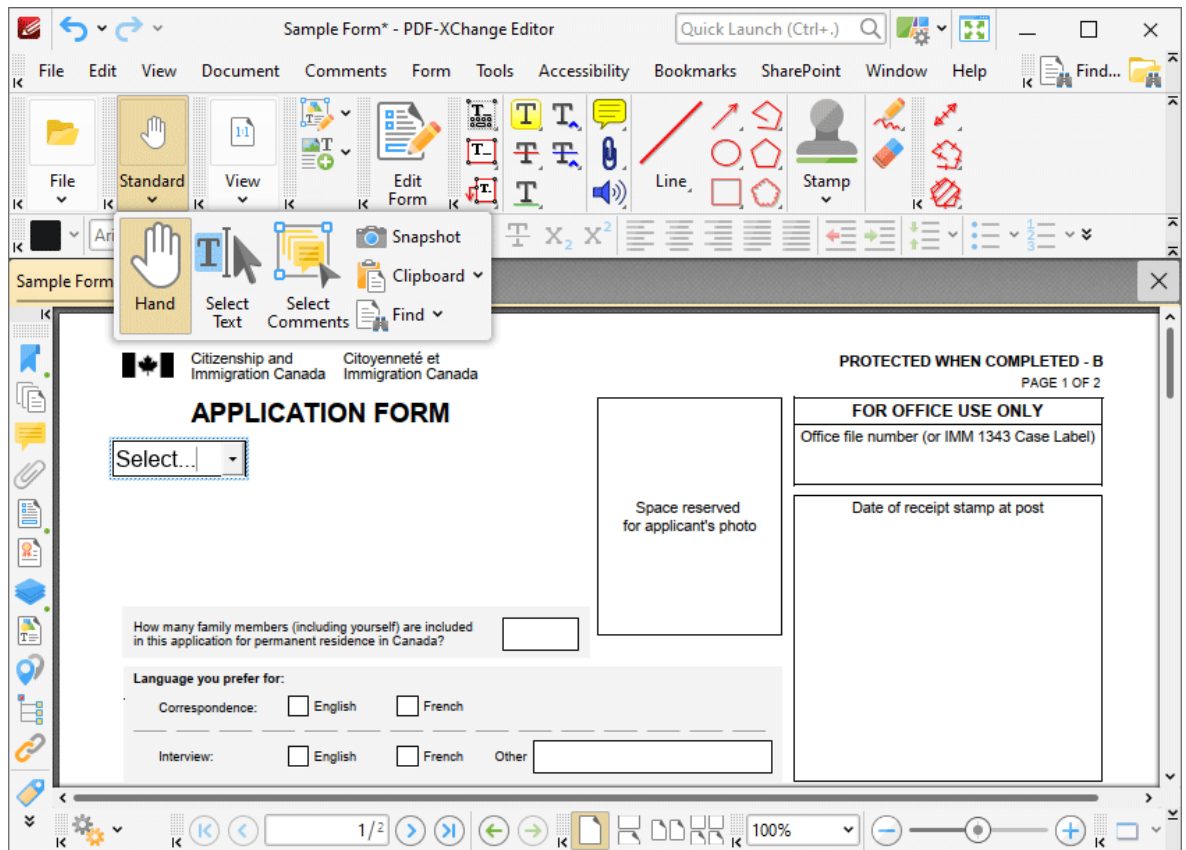 Sample Form* - PDF-XChange Editor
Quick Launch (Ctrl+.)
File Edit View Document Comments Form Tools Accessibility Bookmarks SharePoint Window Help
Find...
File
Standard
1:1
View
Edit
Form
Line
Stamp
Ari
Sample Form
Hand
Select
Text
Select
Comments
Snapshot
Clipboard
Find
Citizenship and
Immigration Canada
Citoyenneté et
Immigration Canada
PROTECTED WHEN COMPLETED - B
PAGE 1 OF 2
APPLICATION FORM
Select...
Space reserved
for applicant's photo
FOR OFFICE USE ONLY
Office file number (or IMM 1343 Case Label)
Date of receipt stamp at post
How many family members (including yourself) are included
in this application for permanent residence in Canada?
Language you prefer for:
Correspondence: English French
Interview: English French Other
1/2
100%